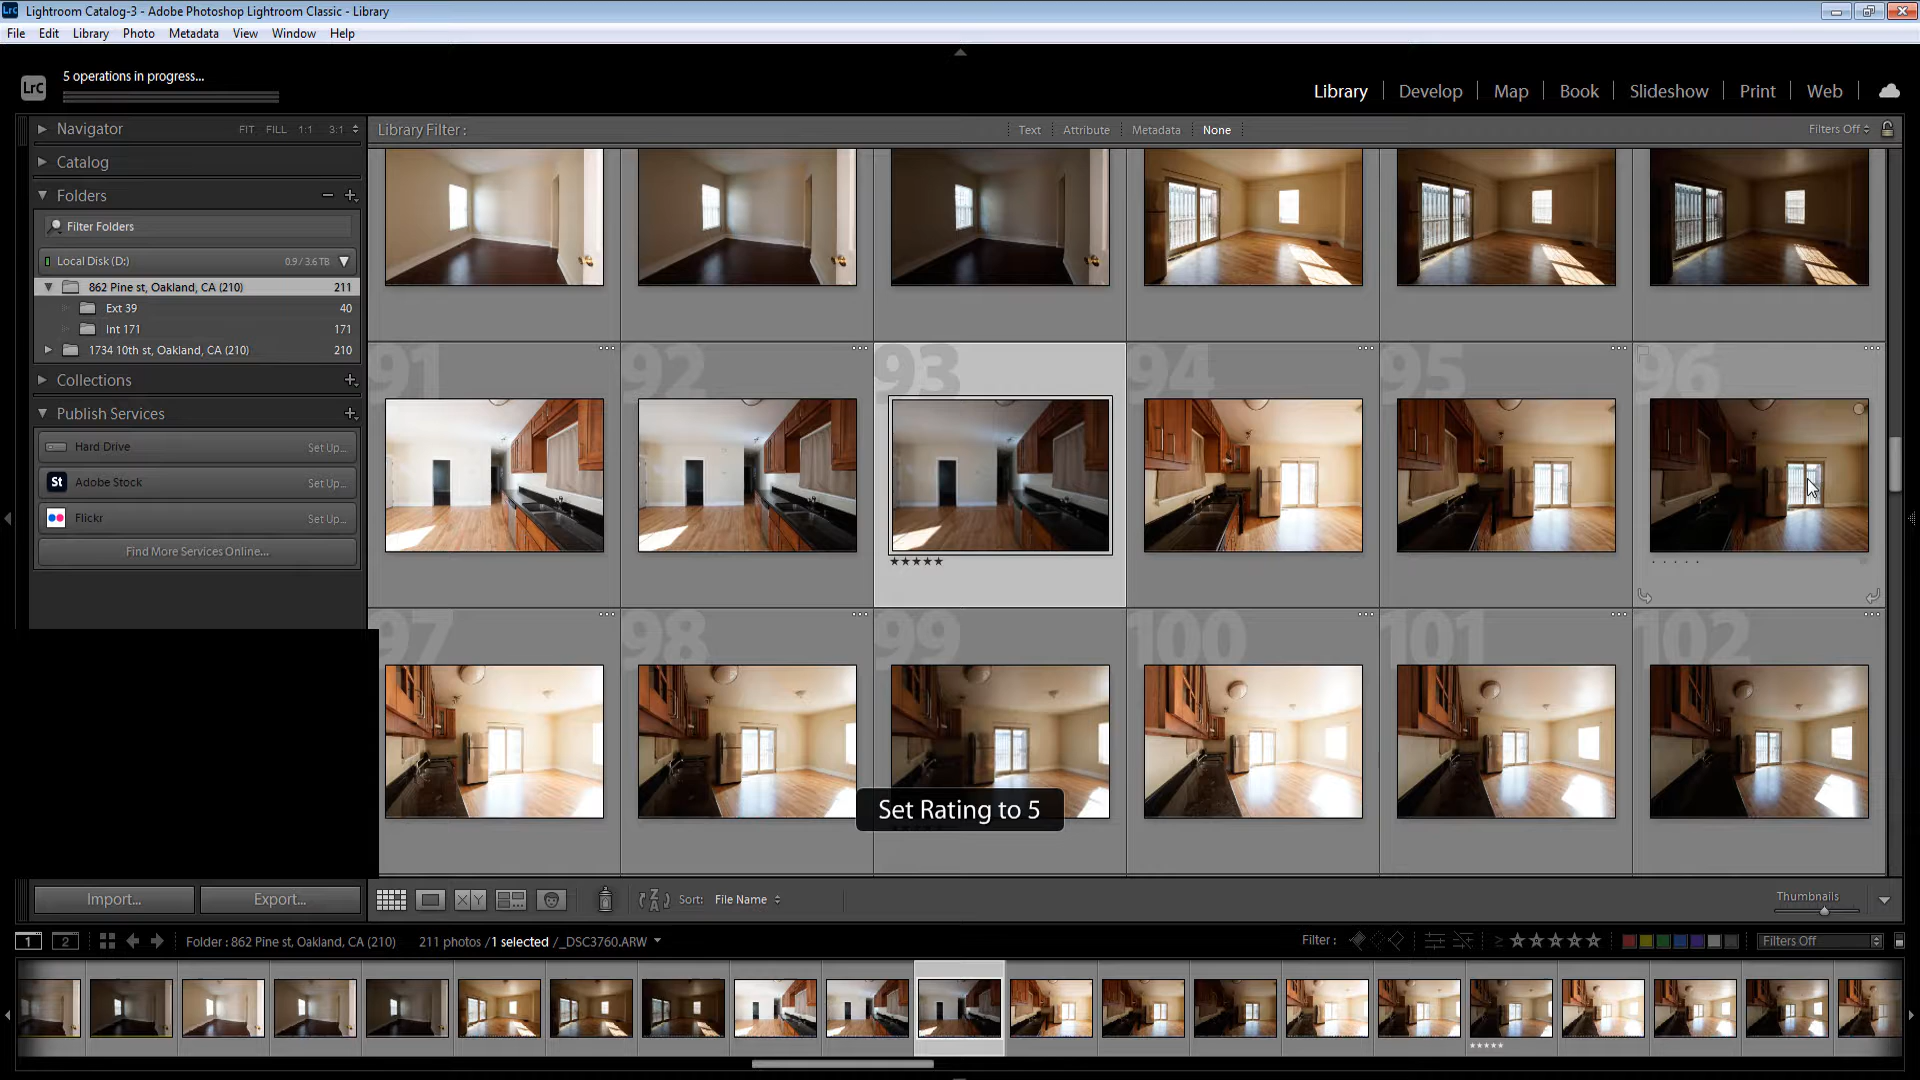 Lightroom Catalog-3 - Adobe Photoshop Lightroom Classic - Library
File Edit Library Photo Metadata View Window Help
LrC
5 operations in progress...
Library Develop Map Book Slideshow Print Web
Navigator FIT FILL 1:1 3:1
Catalog
Folders
Filter Folders
Local Disk (D:) 0.9 / 3.6 TB
862 Pine st, Oakland, CA (210) 211
Ext 39 40
Int 171 171
1734 10th st, Oakland, CA (210) 210
Collections
Publish Services
Hard Drive Set Up...
St Adobe Stock Set Up...
Flickr Set Up...
Find More Services Online...
Import... Export...
Library Filter : Text Attribute Metadata None Filters Off
91 92 93 94 95 96
97 98 99 100 101 102
Set Rating to 5
XY Sort: File Name Thumbnails
1 2 Folder : 862 Pine st, Oakland, CA (210) 211 photos / 1 selected / _DSC3760.ARW Filter : Filters Off